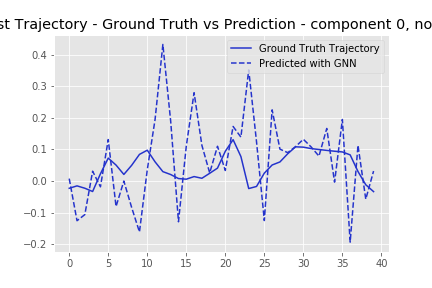 st Trajectory - Ground Truth vs Prediction - component 0, no
Ground Truth Trajectory
Predicted with GNN
0.4
0.3
0.2
0.1
0.0
−0.1
−0.2
0 5 10 15 20 25 30 35 40